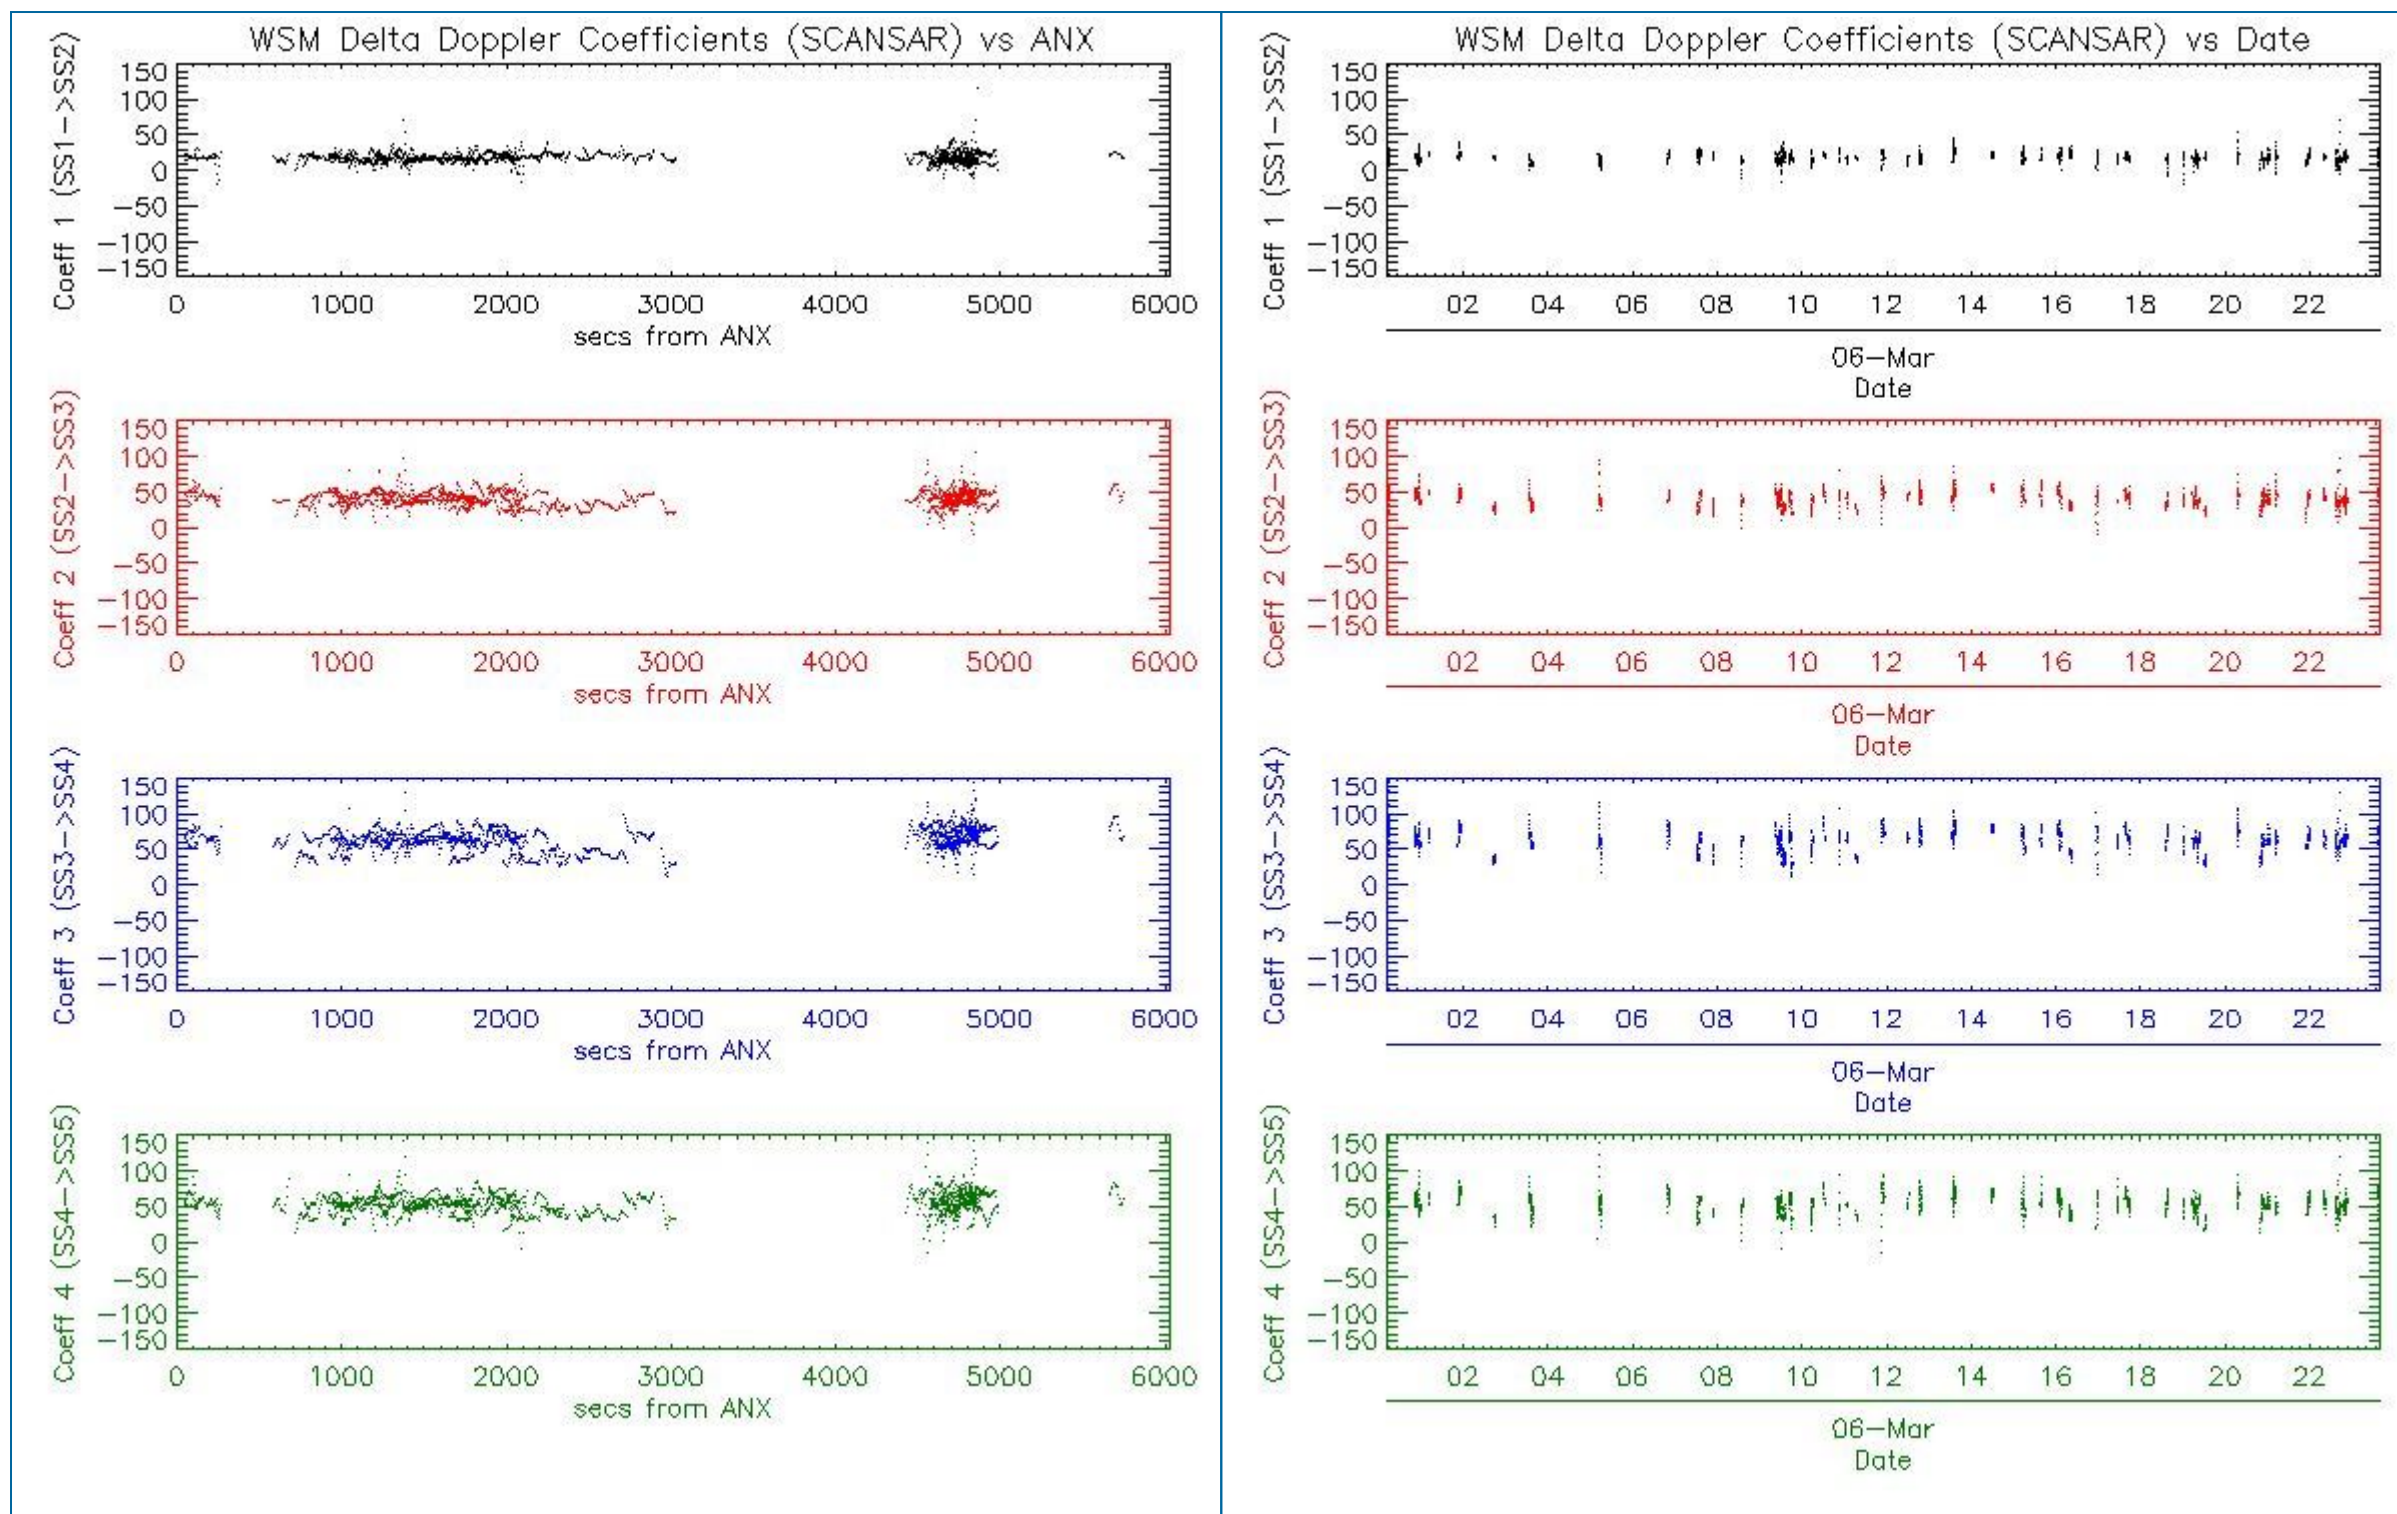 WSM Delta Doppler Coefficients (SCANSAR) vs ANX
Coeff 1 (SS1->SS2)
150
100
50
0
-50
-100
-150
0 1000 2000 3000 4000 5000 6000
secs from ANX
Coeff 2 (SS2->SS3)
150
100
50
0
-50
-100
-150
0 1000 2000 3000 4000 5000 6000
secs from ANX
Coeff 3 (SS3->SS4)
150
100
50
0
-50
-100
-150
0 1000 2000 3000 4000 5000 6000
secs from ANX
Coeff 4 (SS4->SS5)
150
100
50
0
-50
-100
-150
0 1000 2000 3000 4000 5000 6000
secs from ANX
WSM Delta Doppler Coefficients (SCANSAR) vs Date
Coeff 1 (SS1->SS2)
150
100
50
0
-50
-100
-150
02 04 06 08 10 12 14 16 18 20 22
06-Mar
Date
Coeff 2 (SS2->SS3)
150
100
50
0
-50
-100
-150
02 04 06 08 10 12 14 16 18 20 22
06-Mar
Date
Coeff 3 (SS3->SS4)
150
100
50
0
-50
-100
-150
02 04 06 08 10 12 14 16 18 20 22
06-Mar
Date
Coeff 4 (SS4->SS5)
150
100
50
0
-50
-100
-150
02 04 06 08 10 12 14 16 18 20 22
06-Mar
Date